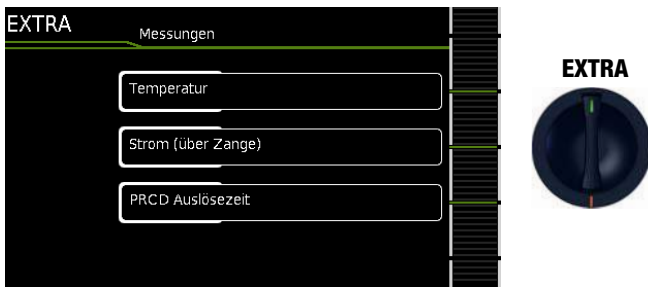 EXTRA
Messungen
Temperatur
Strom (über Zange)
PRCD Auslösezeit
EXTRA